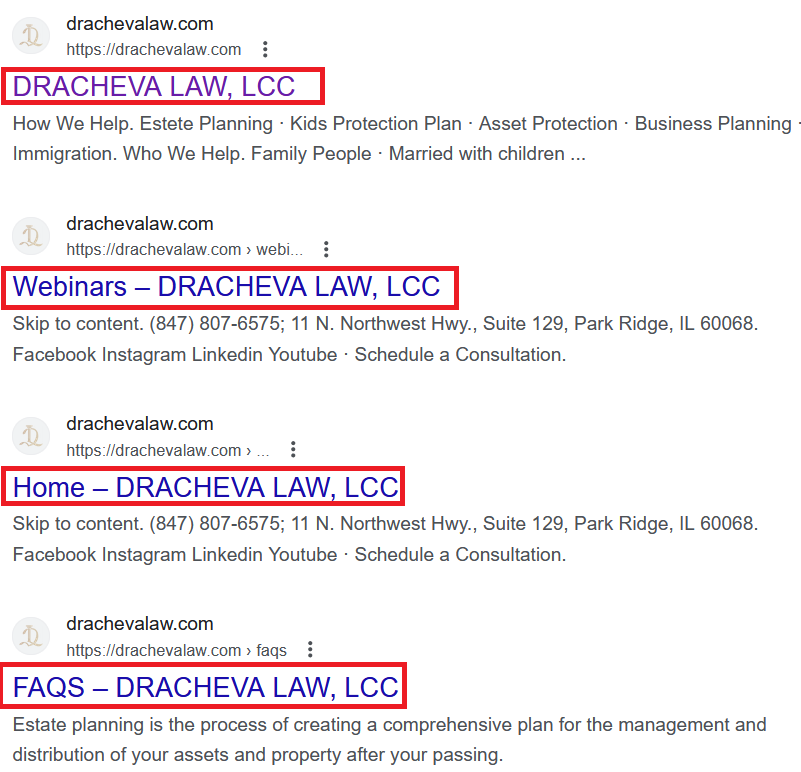 drachevalaw.com
https://drachevalaw.com
DRACHEVA LAW, LCC
How We Help. Estete Planning · Kids Protection Plan · Asset Protection · Business Planning ·
Immigration. Who We Help. Family People · Married with children ...
drachevalaw.com
https://drachevalaw.com › webi...
Webinars – DRACHEVA LAW, LCC
Skip to content. (847) 807-6575; 11 N. Northwest Hwy., Suite 129, Park Ridge, IL 60068.
Facebook Instagram Linkedin Youtube · Schedule a Consultation.
drachevalaw.com
https://drachevalaw.com › ...
Home – DRACHEVA LAW, LCC
Skip to content. (847) 807-6575; 11 N. Northwest Hwy., Suite 129, Park Ridge, IL 60068.
Facebook Instagram Linkedin Youtube · Schedule a Consultation.
drachevalaw.com
https://drachevalaw.com › faqs
FAQS – DRACHEVA LAW, LCC
Estate planning is the process of creating a comprehensive plan for the management and
distribution of your assets and property after your passing.